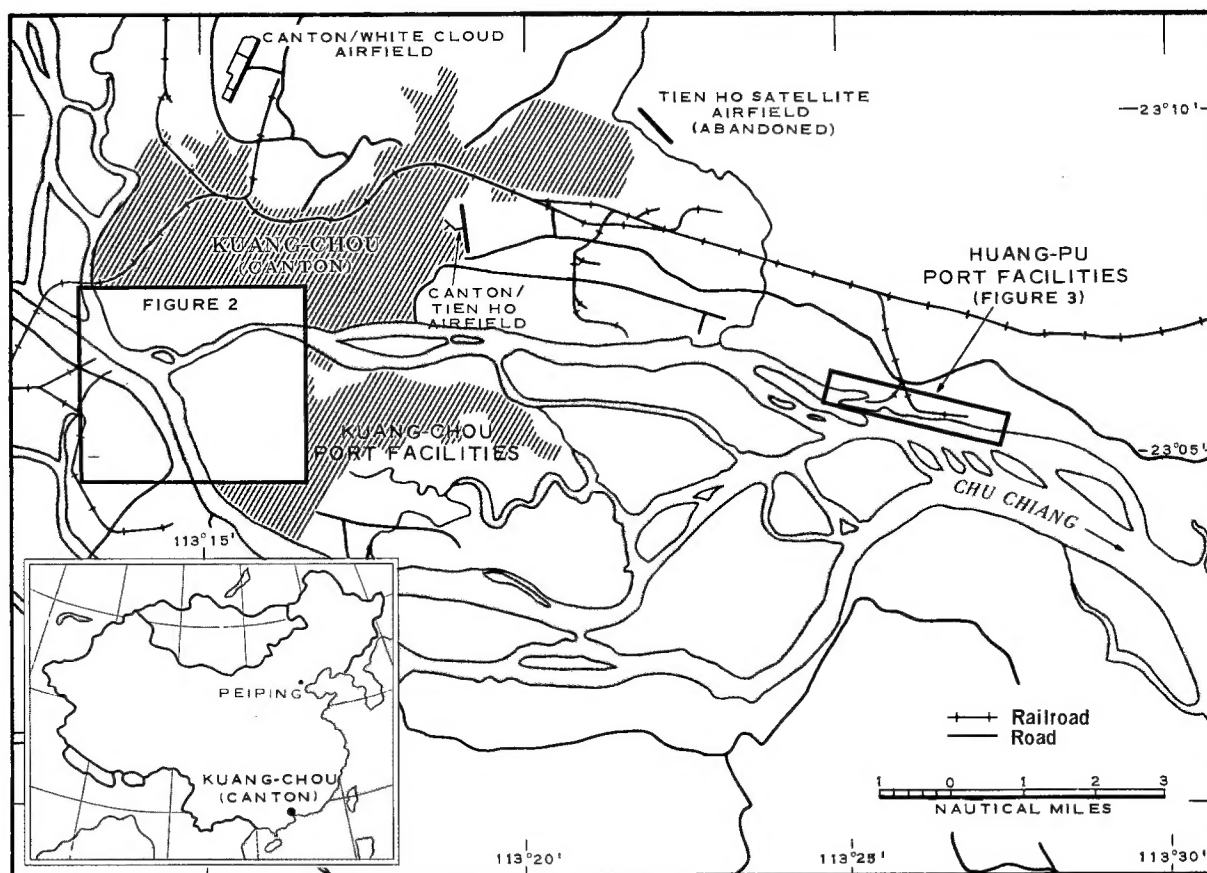 CANTON/WHITE CLOUD
AIRFIELD
TIEN HO SATELLITE
AIRFIELD
(ABANDONED)
23°10'
KUANG-CHOU
(CANTON)
HUANG-PU
PORT FACILITIES
(FIGURE 3)
FIGURE 2
CANTON/
TIEN HO
AIRFIELD
KUANG-CHOU
PORT FACILITIES
23°05'
CHU CHIANG
113°15'
PEIPING
KUANG-CHOU
(CANTON)
Railroad
Road
1 0 1 2 3
NAUTICAL MILES
113°20'
113°25'
113°30'